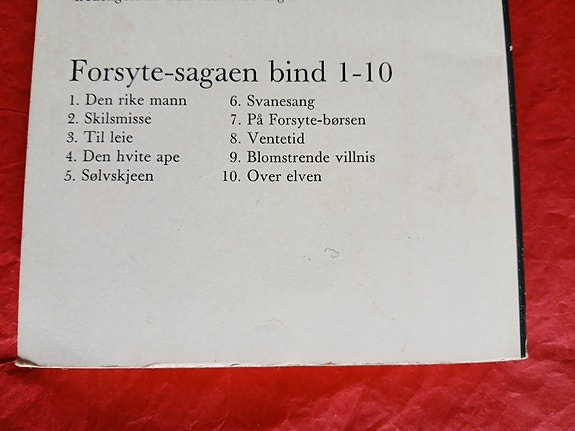 Forsyte-sagaen bind 1-10
1. Den rike mann
2. Skilsmisse
3. Til leie
4. Den hvite ape
5. Sølvskjeen
6. Svanesang
7. På Forsyte-børsen
8. Ventetid
9. Blomstrende villnis
10. Over elven